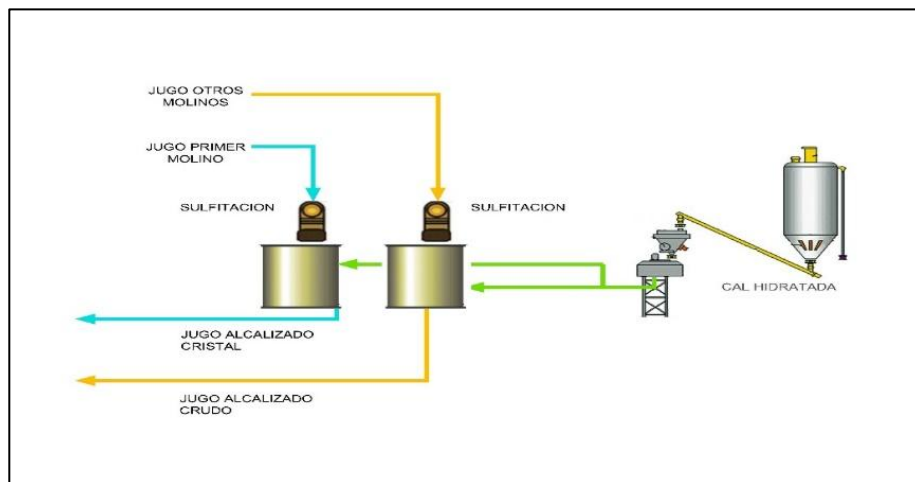 JUGO OTROS
MOLINOS
JUGO PRIMER
MOLINO
SULFITACION
SULFITACION
CAL HIDRATADA
JUGO ALCALIZADO
CRISTAL
JUGO ALCALIZADO
CRUDO